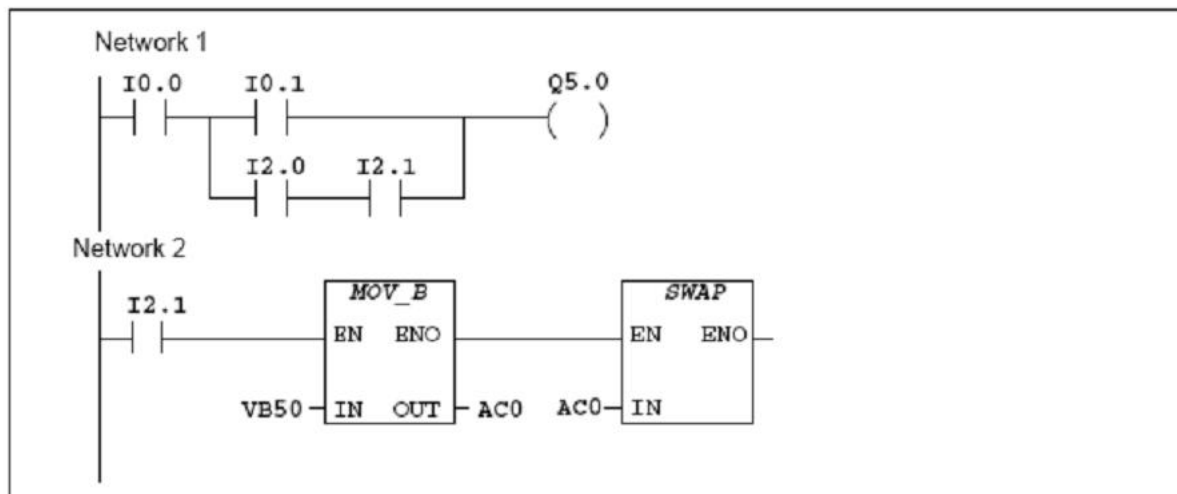 Network 1
I0.0 I0.1 Q5.0
I2.0 I2.1
Network 2
I2.1 MOV_B SWAP
EN ENO EN ENO
VB50 IN OUT AC0 AC0 IN